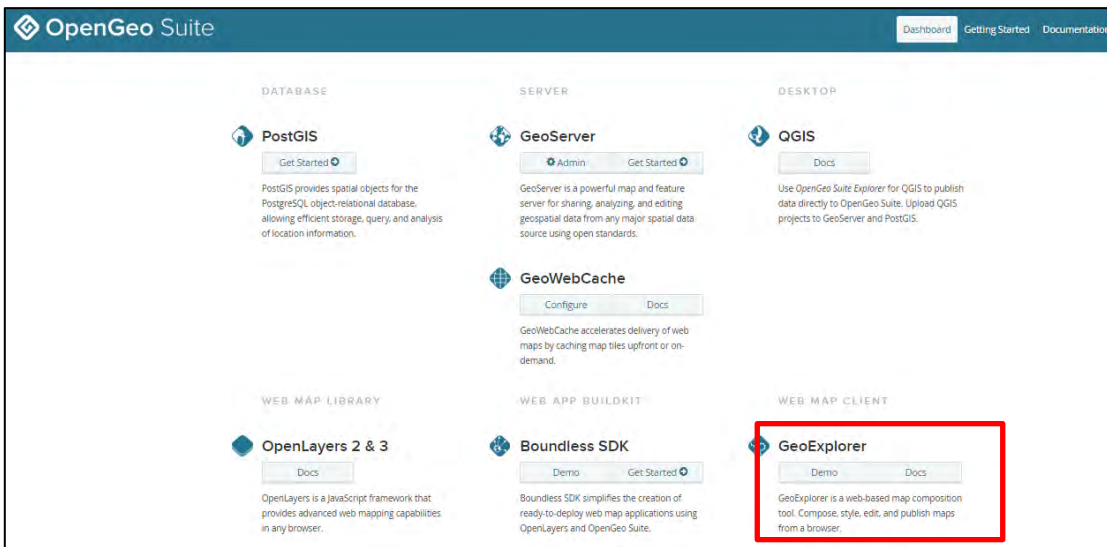 OpenGeo Suite
Dashboard Getting Started Documentation
DATABASE
PostGIS
Get Started
PostGIS provides spatial objects for the
PostgreSQL object-relational database,
allowing efficient storage, query, and analysis
of location information.
SERVER
GeoServer
Admin Get Started
GeoServer is a powerful map and feature
server for sharing, analyzing, and editing
geospatial data from any major spatial data
source using open standards.
DESKTOP
QGIS
Docs
Use OpenGeo Suite Explorer for QGIS to publish
data directly to OpenGeo Suite. Upload QGIS
projects to GeoServer and PostGIS.
GeoWebCache
Configure Docs
GeoWebCache accelerates delivery of web
maps by caching map tiles upfront or on-
demand.
WEB MAP LIBRARY
OpenLayers 2 & 3
Docs
OpenLayers is a JavaScript framework that
provides advanced web mapping capabilities
in any browser.
WEB APP BUILDKIT
Boundless SDK
Demo Get Started
Boundless SDK simplifies the creation of
ready-to-deploy web map applications using
OpenLayers and OpenGeo Suite.
WEB MAP CLIENT
GeoExplorer
Demo Docs
GeoExplorer is a web-based map composition
tool. Compose, style, edit, and publish maps
from a browser.